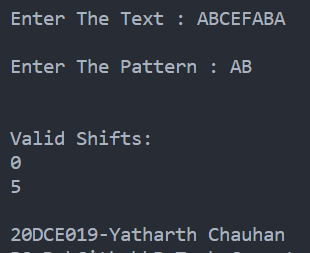 Enter The Text : ABCEFABA
Enter The Pattern : AB
Valid Shifts:
0
5
20DCE019-Yatharth Chauhan